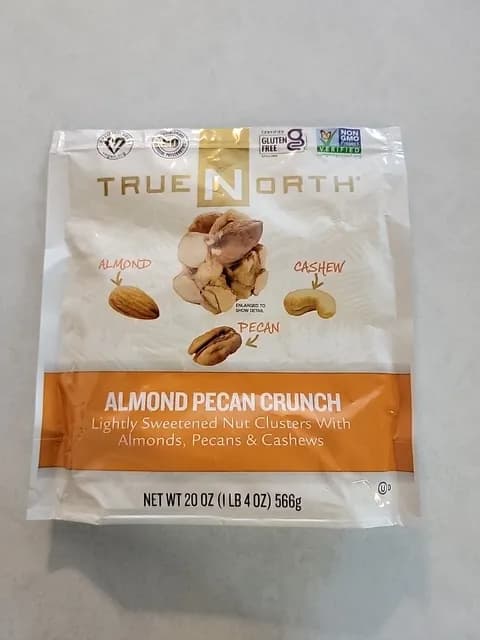 CERTIFIED
GLUTEN
FREE
NON
GMO
VERIFIED
TRUE NORTH
ALMOND
CASHEW
ENLARGED TO
SHOW DETAIL
PECAN
ALMOND PECAN CRUNCH
Lightly Sweetened Nut Clusters With
Almonds, Pecans & Cashews
NET WT 20 OZ (1 LB 4 OZ) 566g
U D